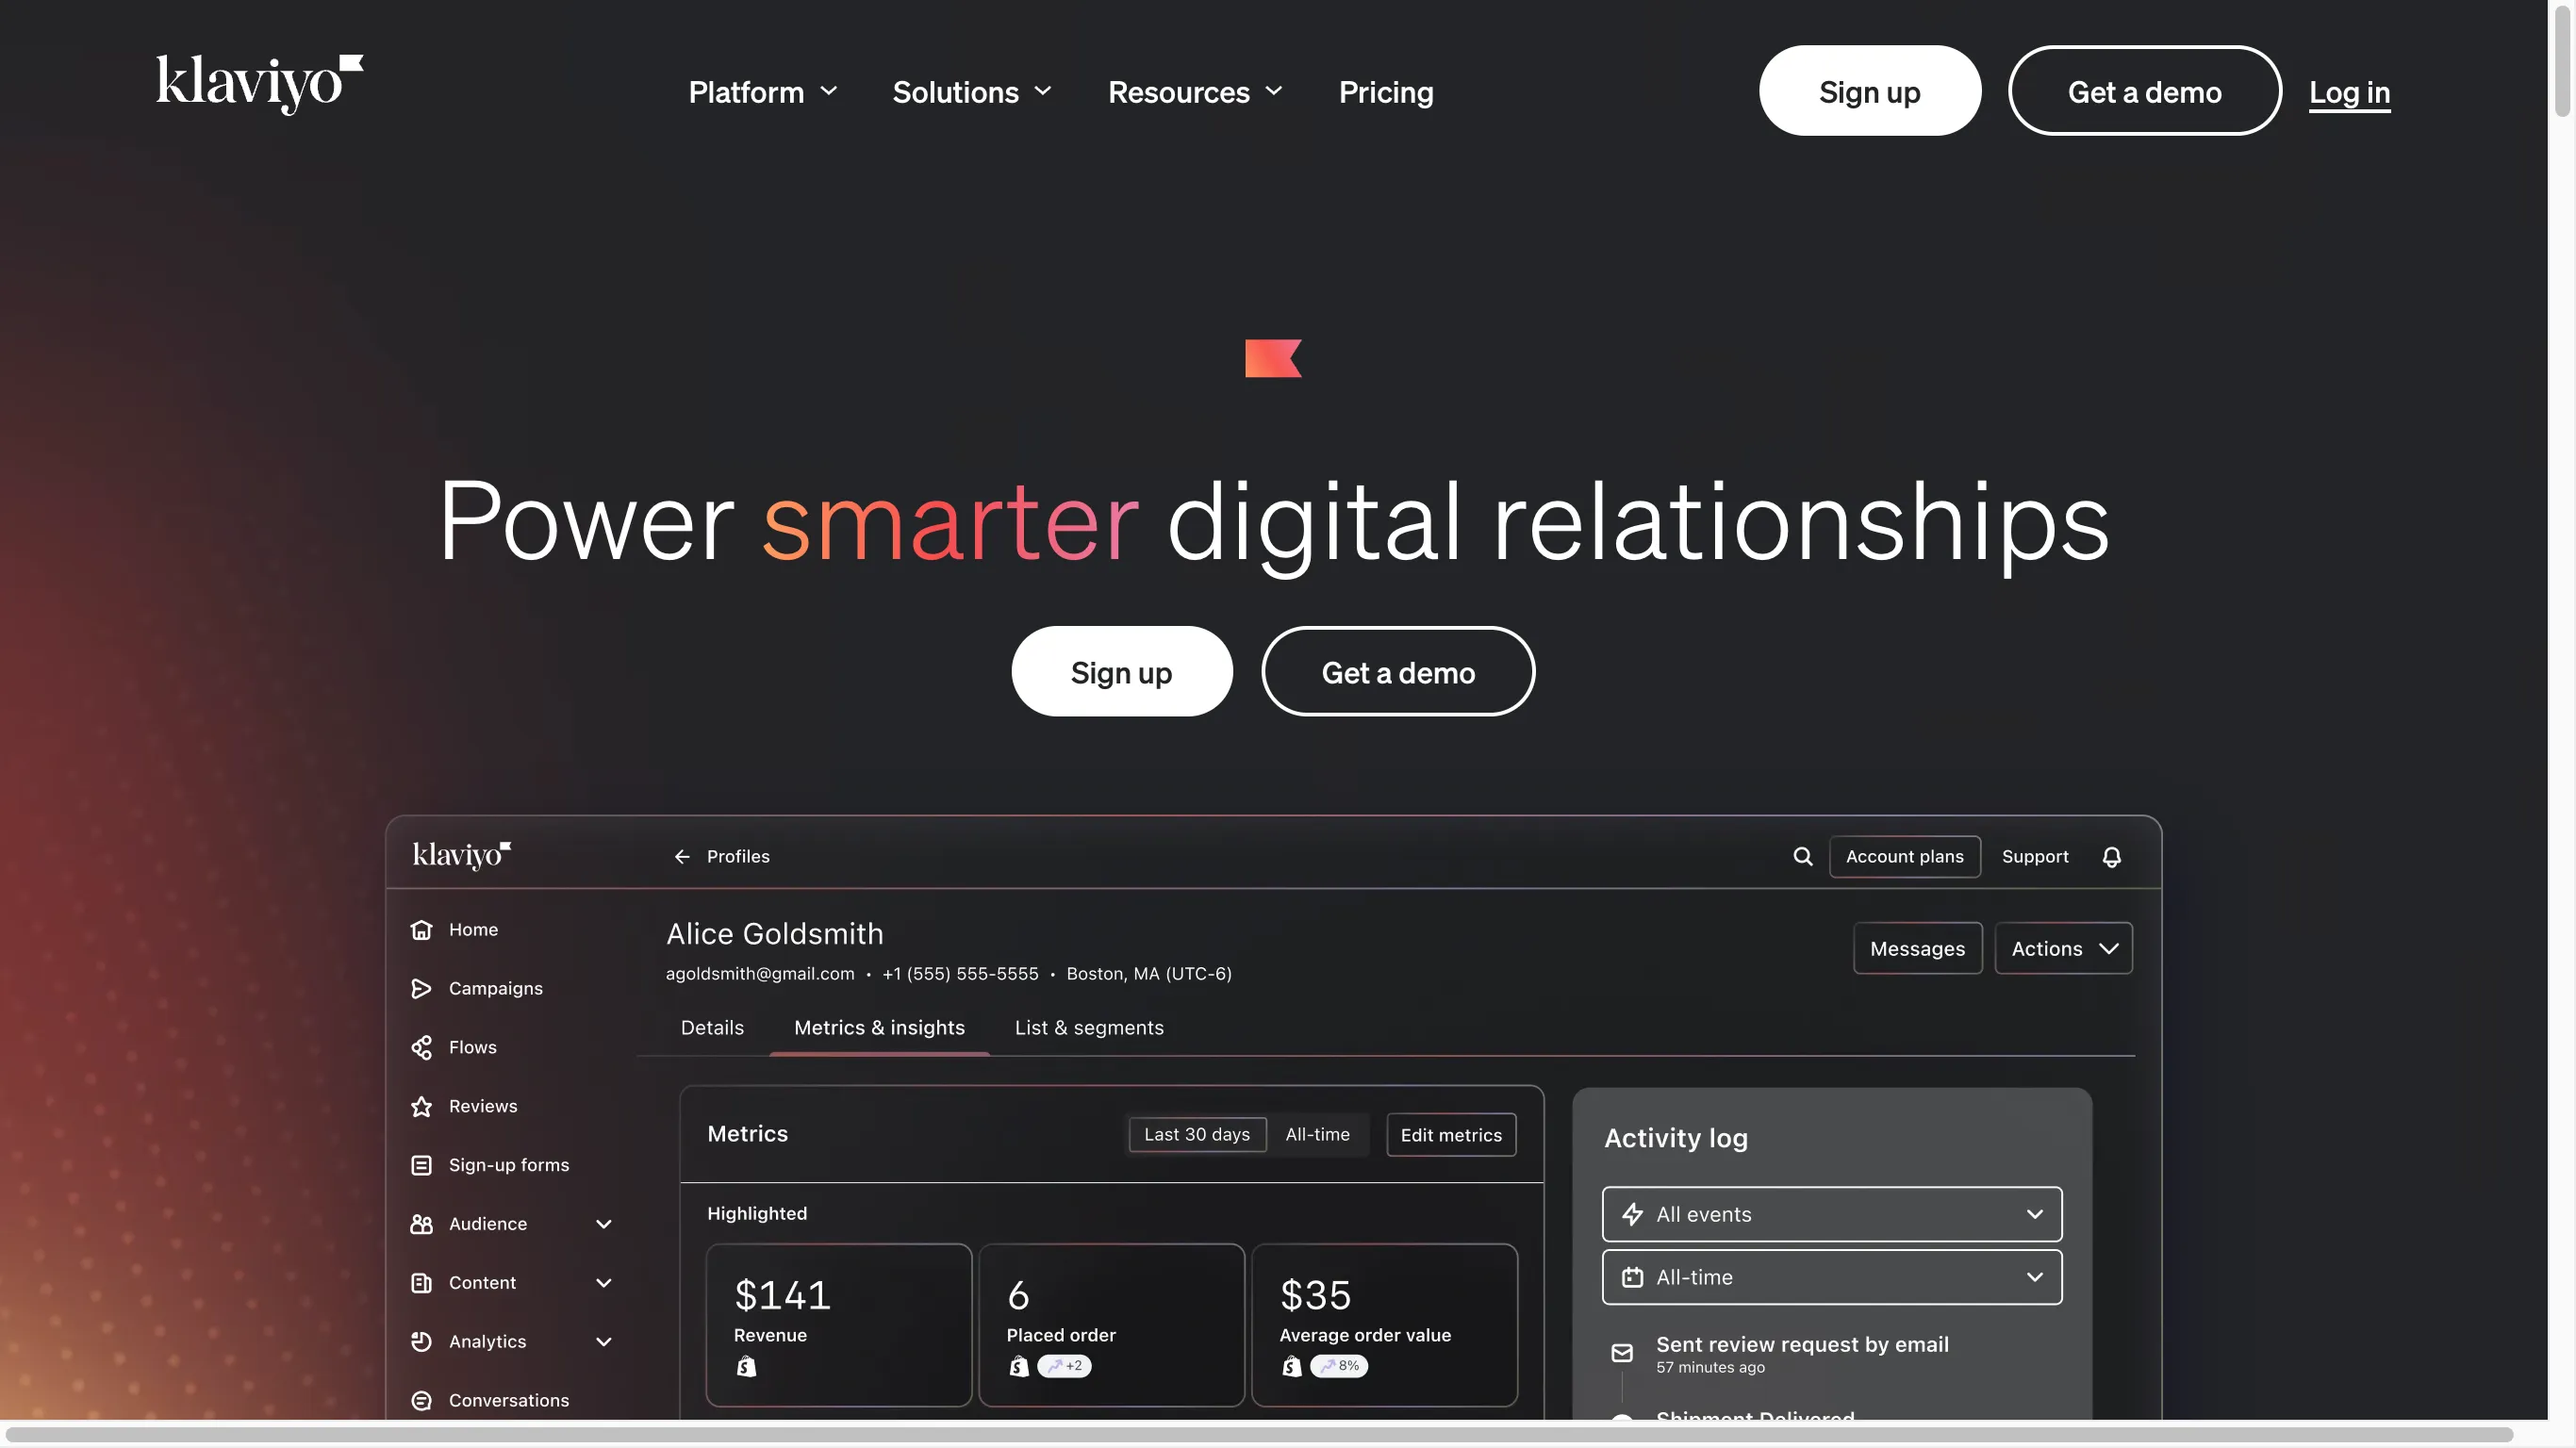 klaviyo
Platform
Solutions
Resources
Pricing
Sign up
Get a demo
Log in
Power smarter digital relationships
Sign up
Get a demo
klaviyo
Profiles
Account plans
Support
Home
Campaigns
Flows
Reviews
Sign-up forms
Audience
Content
Analytics
Conversations
Alice Goldsmith
agoldsmith@gmail.com • +1 (555) 555-5555 • Boston, MA (UTC-6)
Messages
Actions
Details
Metrics & insights
List & segments
Metrics
Last 30 days
All-time
Edit metrics
Highlighted
$141
Revenue
6
Placed order
+2
$35
Average order value
8%
Activity log
All events
All-time
Sent review request by email
57 minutes ago
Shipment Delivered